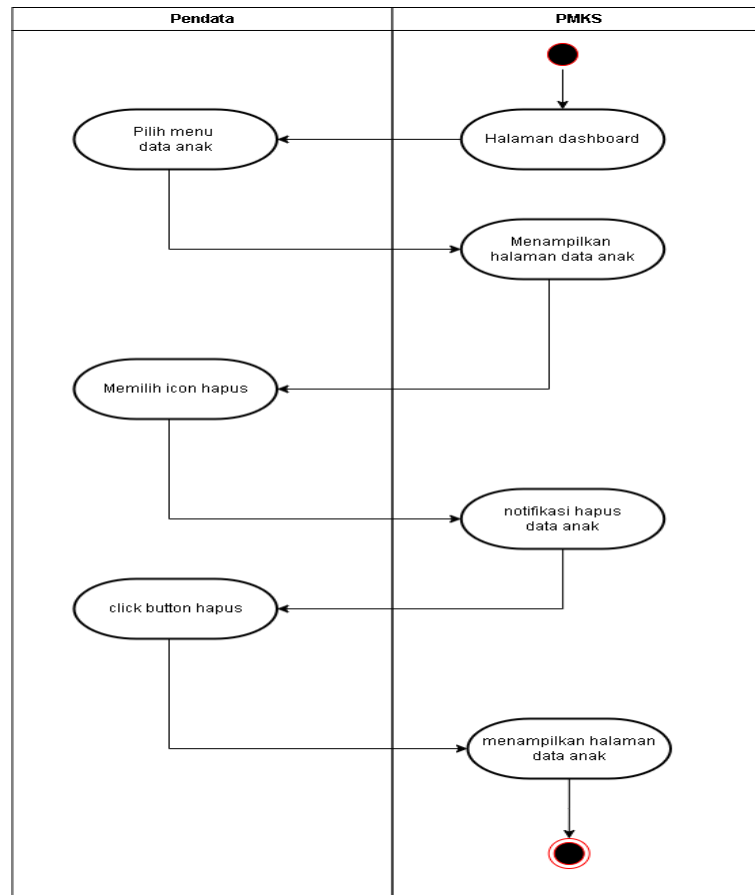 Pendata
PMKS
Halaman dashboard
Pilih menu
data anak
Menampilkan
halaman data anak
Memilih icon hapus
notifikasi hapus
data anak
click button hapus
menampilkan halaman
data anak